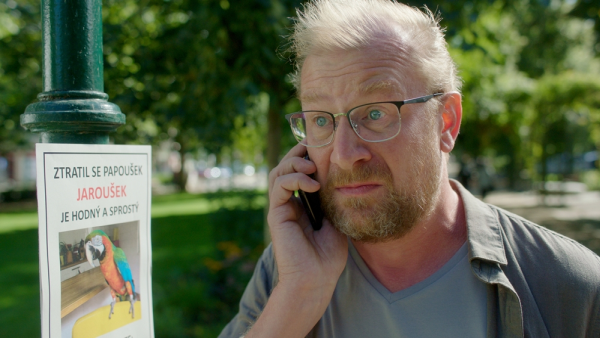 ZTRATIL SE PAPOUŠEK
JAROUŠEK
JE HODNÝ A SPROSTÝ